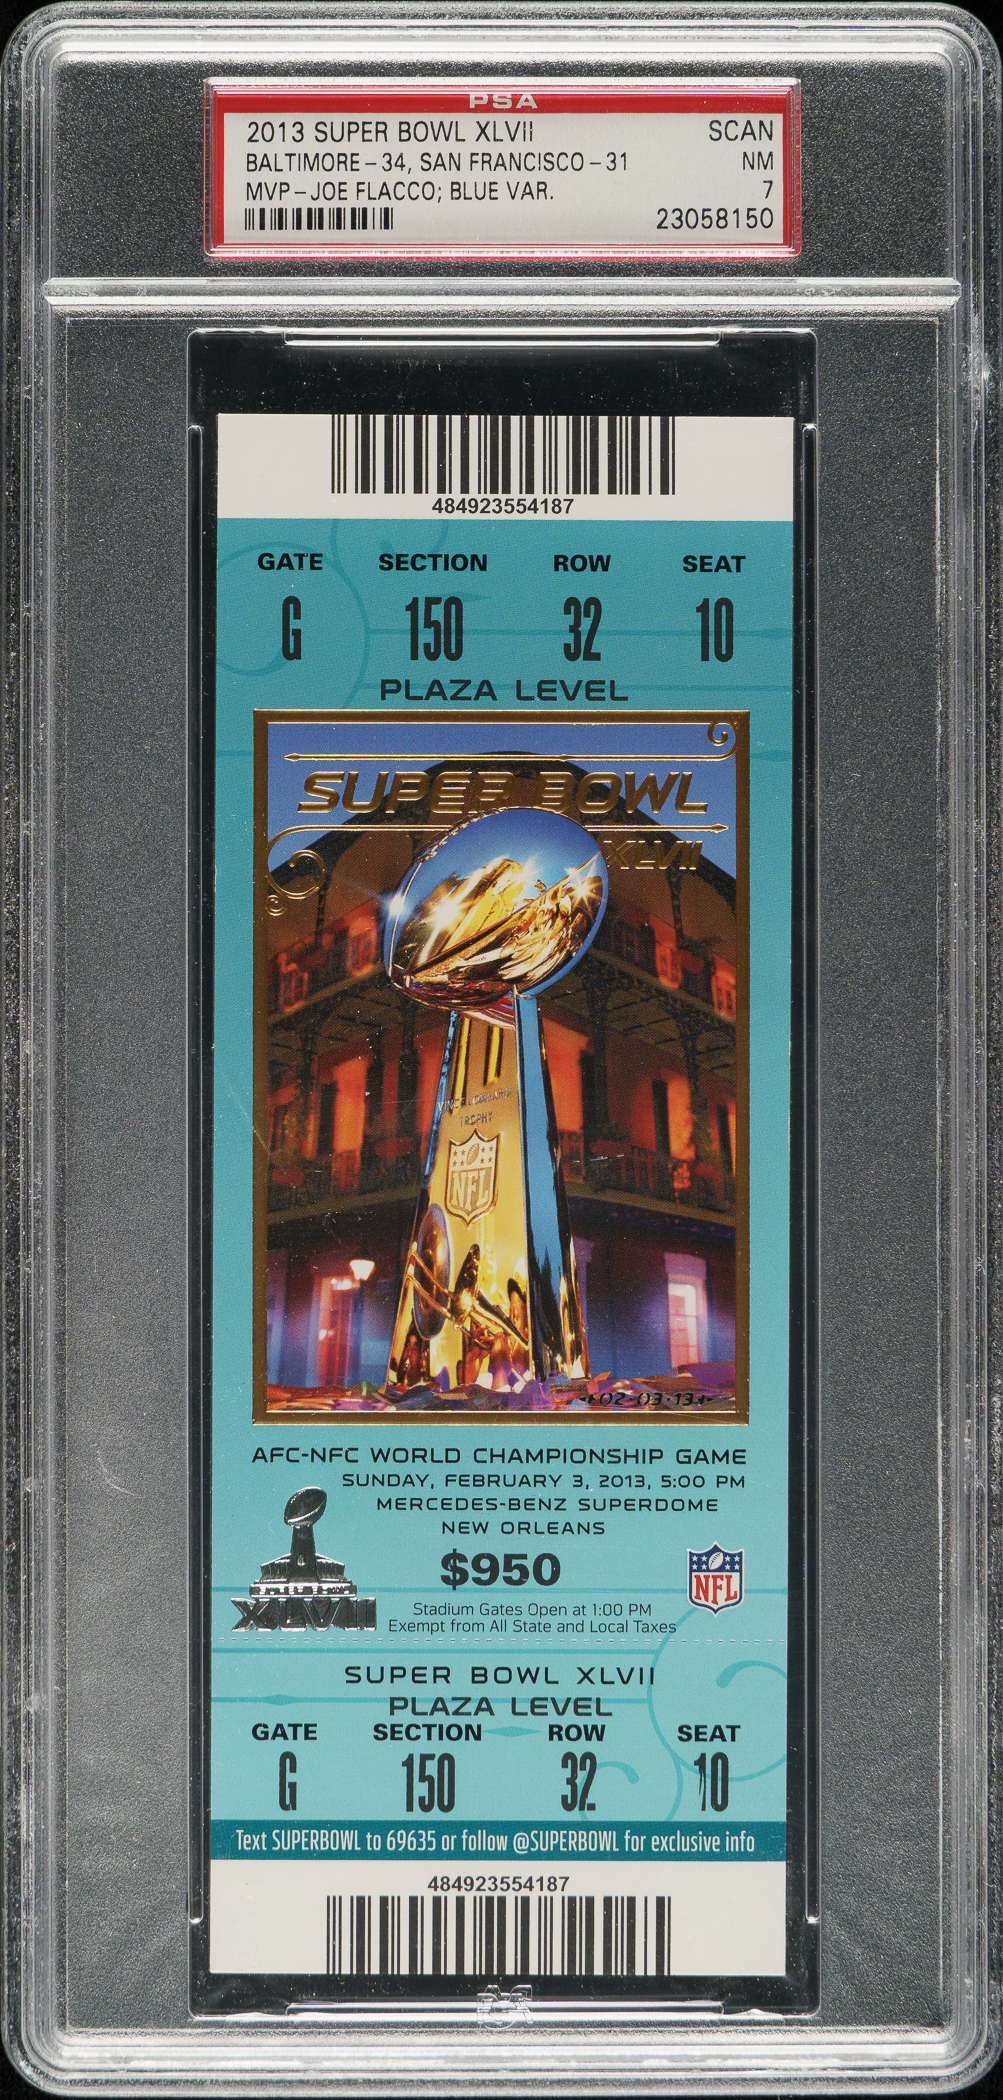 PSA
2013 SUPER BOWL XLVII SCAN
BALTIMORE-34, SAN FRANCISCO-31 NM
MVP-JOE FLACCO; BLUE VAR. 7
23058150
484923554187
GATE SECTION ROW SEAT
G 150 32 10
PLAZA LEVEL
SUPER BOWL
XLVII
VINCE LOMBARDI
TROPHY
NFL
02·03·13
AFC-NFC WORLD CHAMPIONSHIP GAME
SUNDAY, FEBRUARY 3, 2013, 5:00 PM
MERCEDES-BENZ SUPERDOME
NEW ORLEANS
$950
NFL
XLVII
Stadium Gates Open at 1:00 PM
Exempt from All State and Local Taxes
SUPER BOWL XLVII
PLAZA LEVEL
GATE SECTION ROW SEAT
G 150 32 10
Text SUPERBOWL to 69635 or follow @SUPERBOWL for exclusive info
484923554187